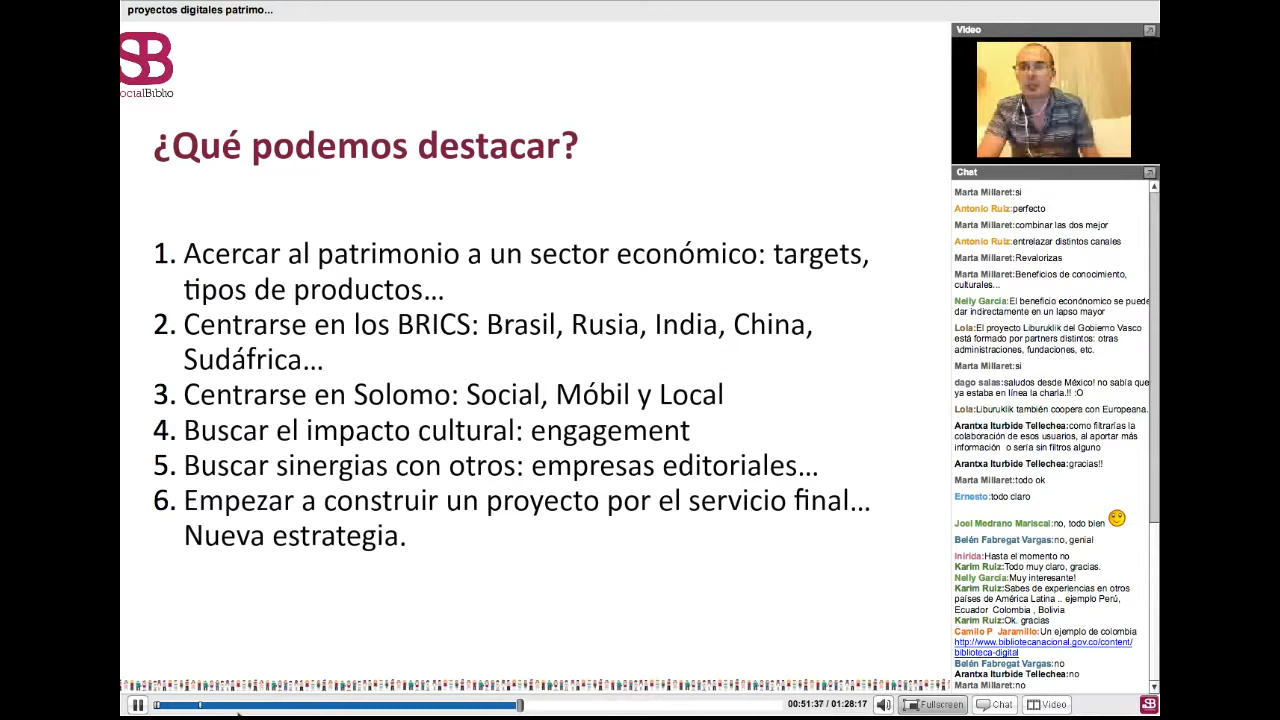 proyectos digitales patrimo...
SB
ocialBiblio
¿Qué podemos destacar?
1. Acercar al patrimonio a un sector económico: targets,
tipos de productos…
2. Centrarse en los BRICS: Brasil, Rusia, India, China,
Sudáfrica…
3. Centrarse en Solomo: Social, Móbil y Local
4. Buscar el impacto cultural: engagement
5. Buscar sinergias con otros: empresas editoriales…
6. Empezar a construir un proyecto por el servicio final…
Nueva estrategia.
Video
Chat
Marta Millaret:si
Antonio Ruiz:perfecto
Marta Millaret:combinar las dos mejor
Antonio Ruiz:entrelazar distintos canales
Marta Millaret:Revalorizas
Marta Millaret:Beneficios de conocimiento,
culturales...
Nelly Garcia:El beneficio econónomico se puede
dar indirectamente en un lapso mayor
Lola:El proyecto Liburuklik del Gobierno Vasco
está formado por partners distintos: otras
administraciones, fundaciones, etc.
Marta Millaret:si
dago salas:saludos desde México! no sabía que
ya estaba en línea la charla.!! :O
Lola:Liburuklik también coopera con Europeana.
Arantxa Iturbide Tellechea:como filtrarías la
colaboración de esos usuarios, al aportar más
información o sería sin filtros alguno
Arantxa Iturbide Tellechea:gracias!!
Marta Millaret:todo ok
Ernesto:todo claro
Joel Medrano Mariscal:no, todo bien
Belén Fabregat Vargas:no, genial
Inirida:Hasta el momento no
Karim Ruiz:Todo muy claro, gracias.
Nelly Garcia:Muy interesante!
Karim Ruiz:Sabes de experiencias en otros
países de América Latina .. ejemplo Perú,
Ecuador Colombia , Bolivia
Karim Ruiz:Ok. gracias
Camilo P Jaramillo:Un ejemplo de colombia
http://www.bibliotecanacional.gov.co/content/
biblioteca-digital
Belén Fabregat Vargas:no
Arantxa Iturbide Tellechea:no
Marta Millaret:no
00:51:37 / 01:28:17
Fullscreen
Chat
Video
SB